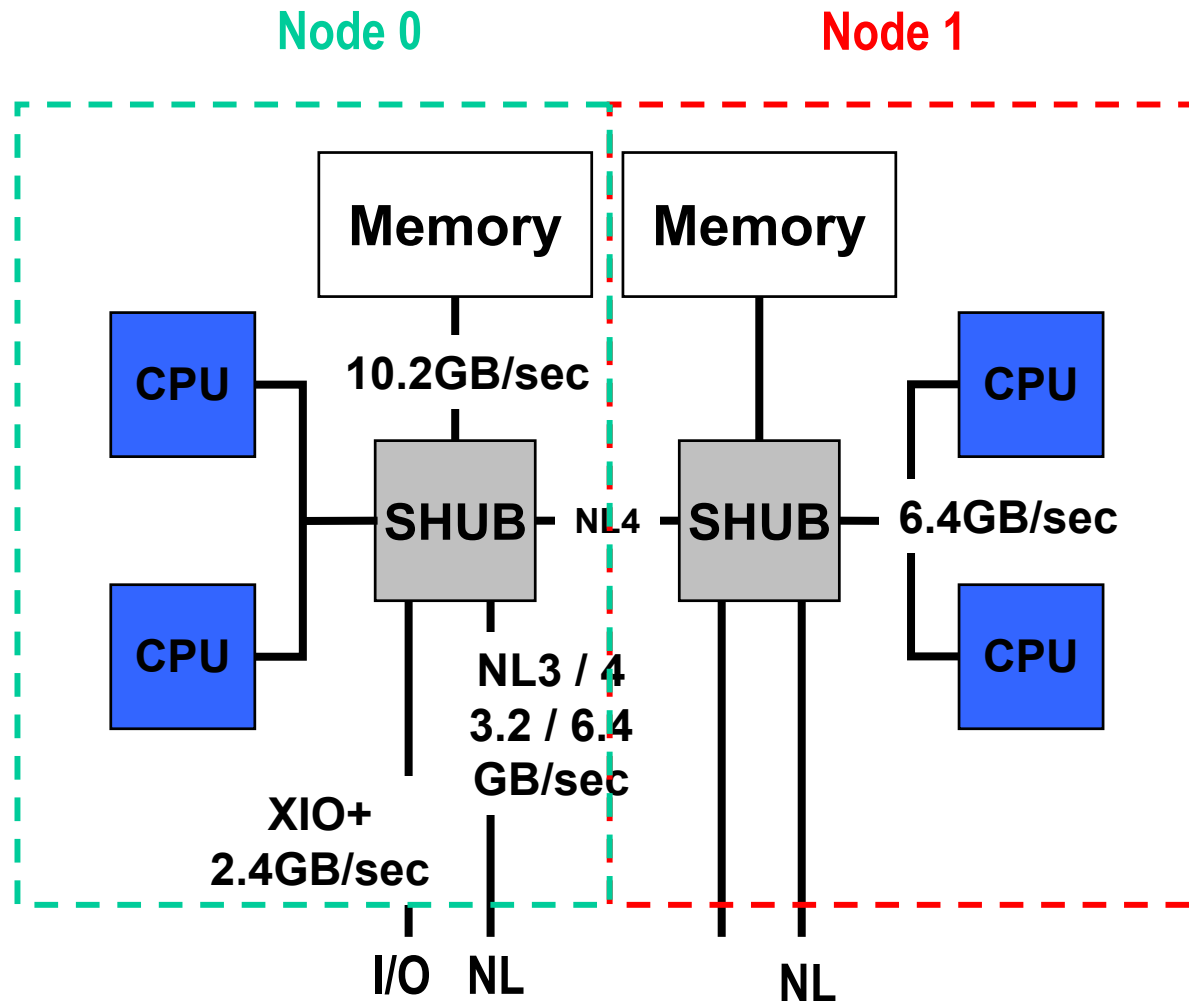 Node 0
Node 1
Memory
Memory
10.2GB/sec
CPU
CPU
SHUB
NL4
SHUB
6.4GB/sec
CPU
CPU
NL3 / 4
3.2 / 6.4
GB/sec
XIO+
2.4GB/sec
I/O
NL
NL